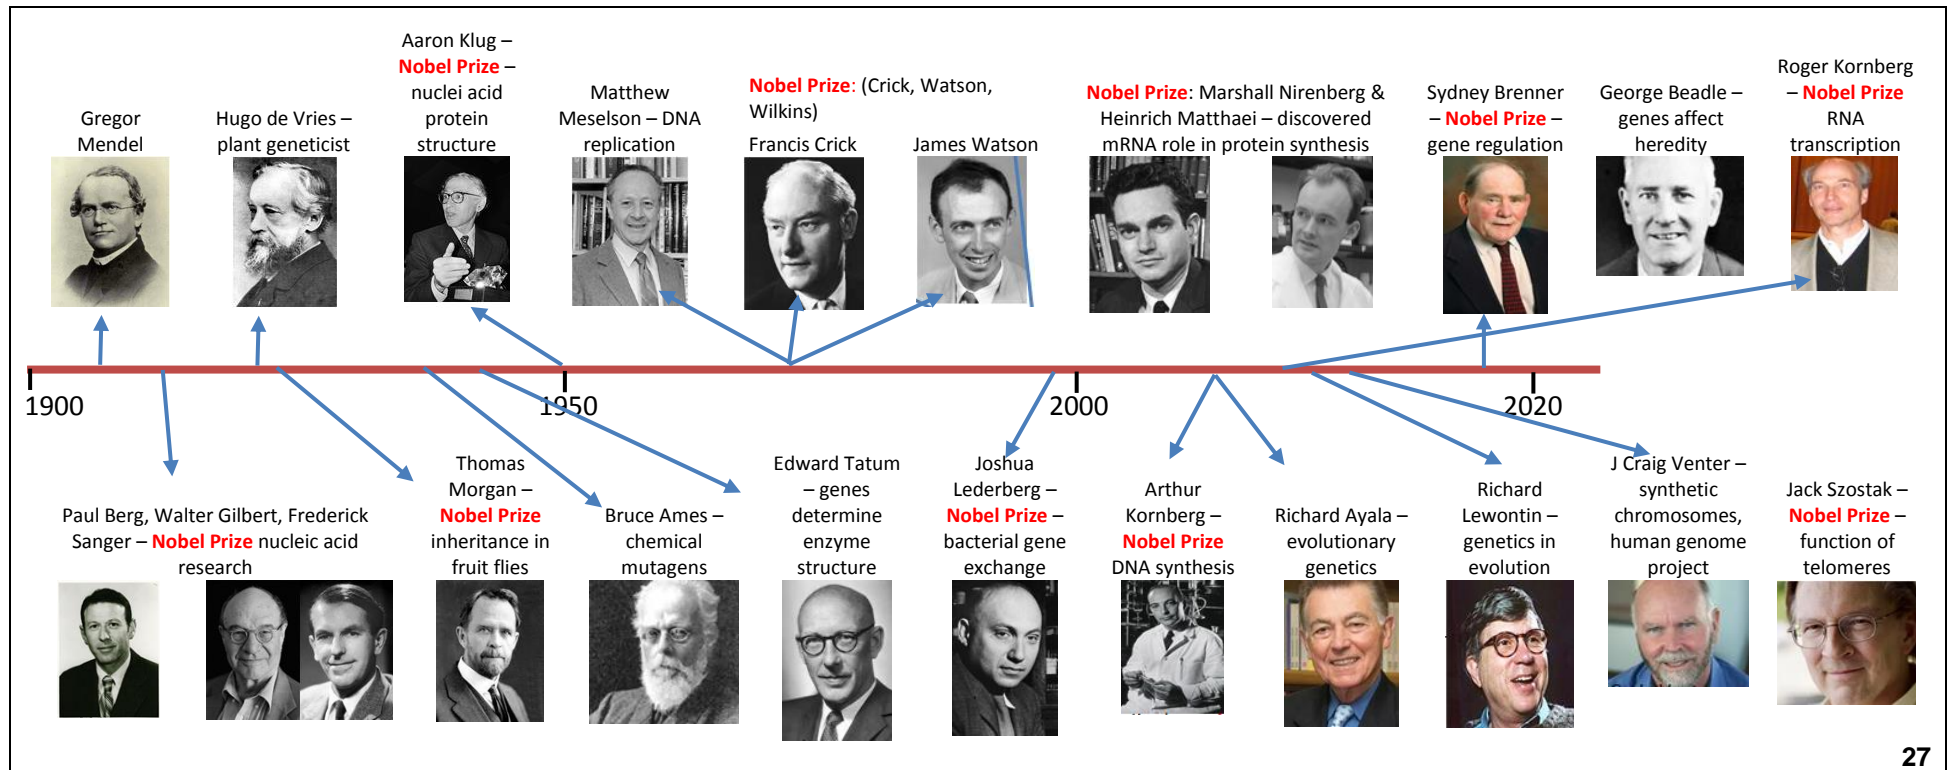 Gregor
Mendel
Hugo de Vries –
plant geneticist
Aaron Klug –
Nobel Prize –
nuclei acid
protein
structure
Matthew
Meselson – DNA
replication
Nobel Prize: (Crick, Watson,
Wilkins)
Francis Crick
James Watson
Nobel Prize: Marshall Nirenberg &
Heinrich Matthaei – discovered
mRNA role in protein synthesis
Sydney Brenner
– Nobel Prize –
gene regulation
George Beadle –
genes affect
heredity
Roger Kornberg
– Nobel Prize
RNA
transcription
1900
1950
2000
2020
Paul Berg, Walter Gilbert, Frederick
Sanger – Nobel Prize nucleic acid
research
Thomas
Morgan –
Nobel Prize
inheritance in
fruit flies
Bruce Ames –
chemical
mutagens
Edward Tatum
– genes
determine
enzyme
structure
Joshua
Lederberg –
Nobel Prize –
bacterial gene
exchange
Arthur
Kornberg –
Nobel Prize
DNA synthesis
Richard Ayala –
evolutionary
genetics
Richard
Lewontin –
genetics in
evolution
J Craig Venter –
synthetic
chromosomes,
human genome
project
Jack Szostak –
Nobel Prize –
function of
telomeres
27